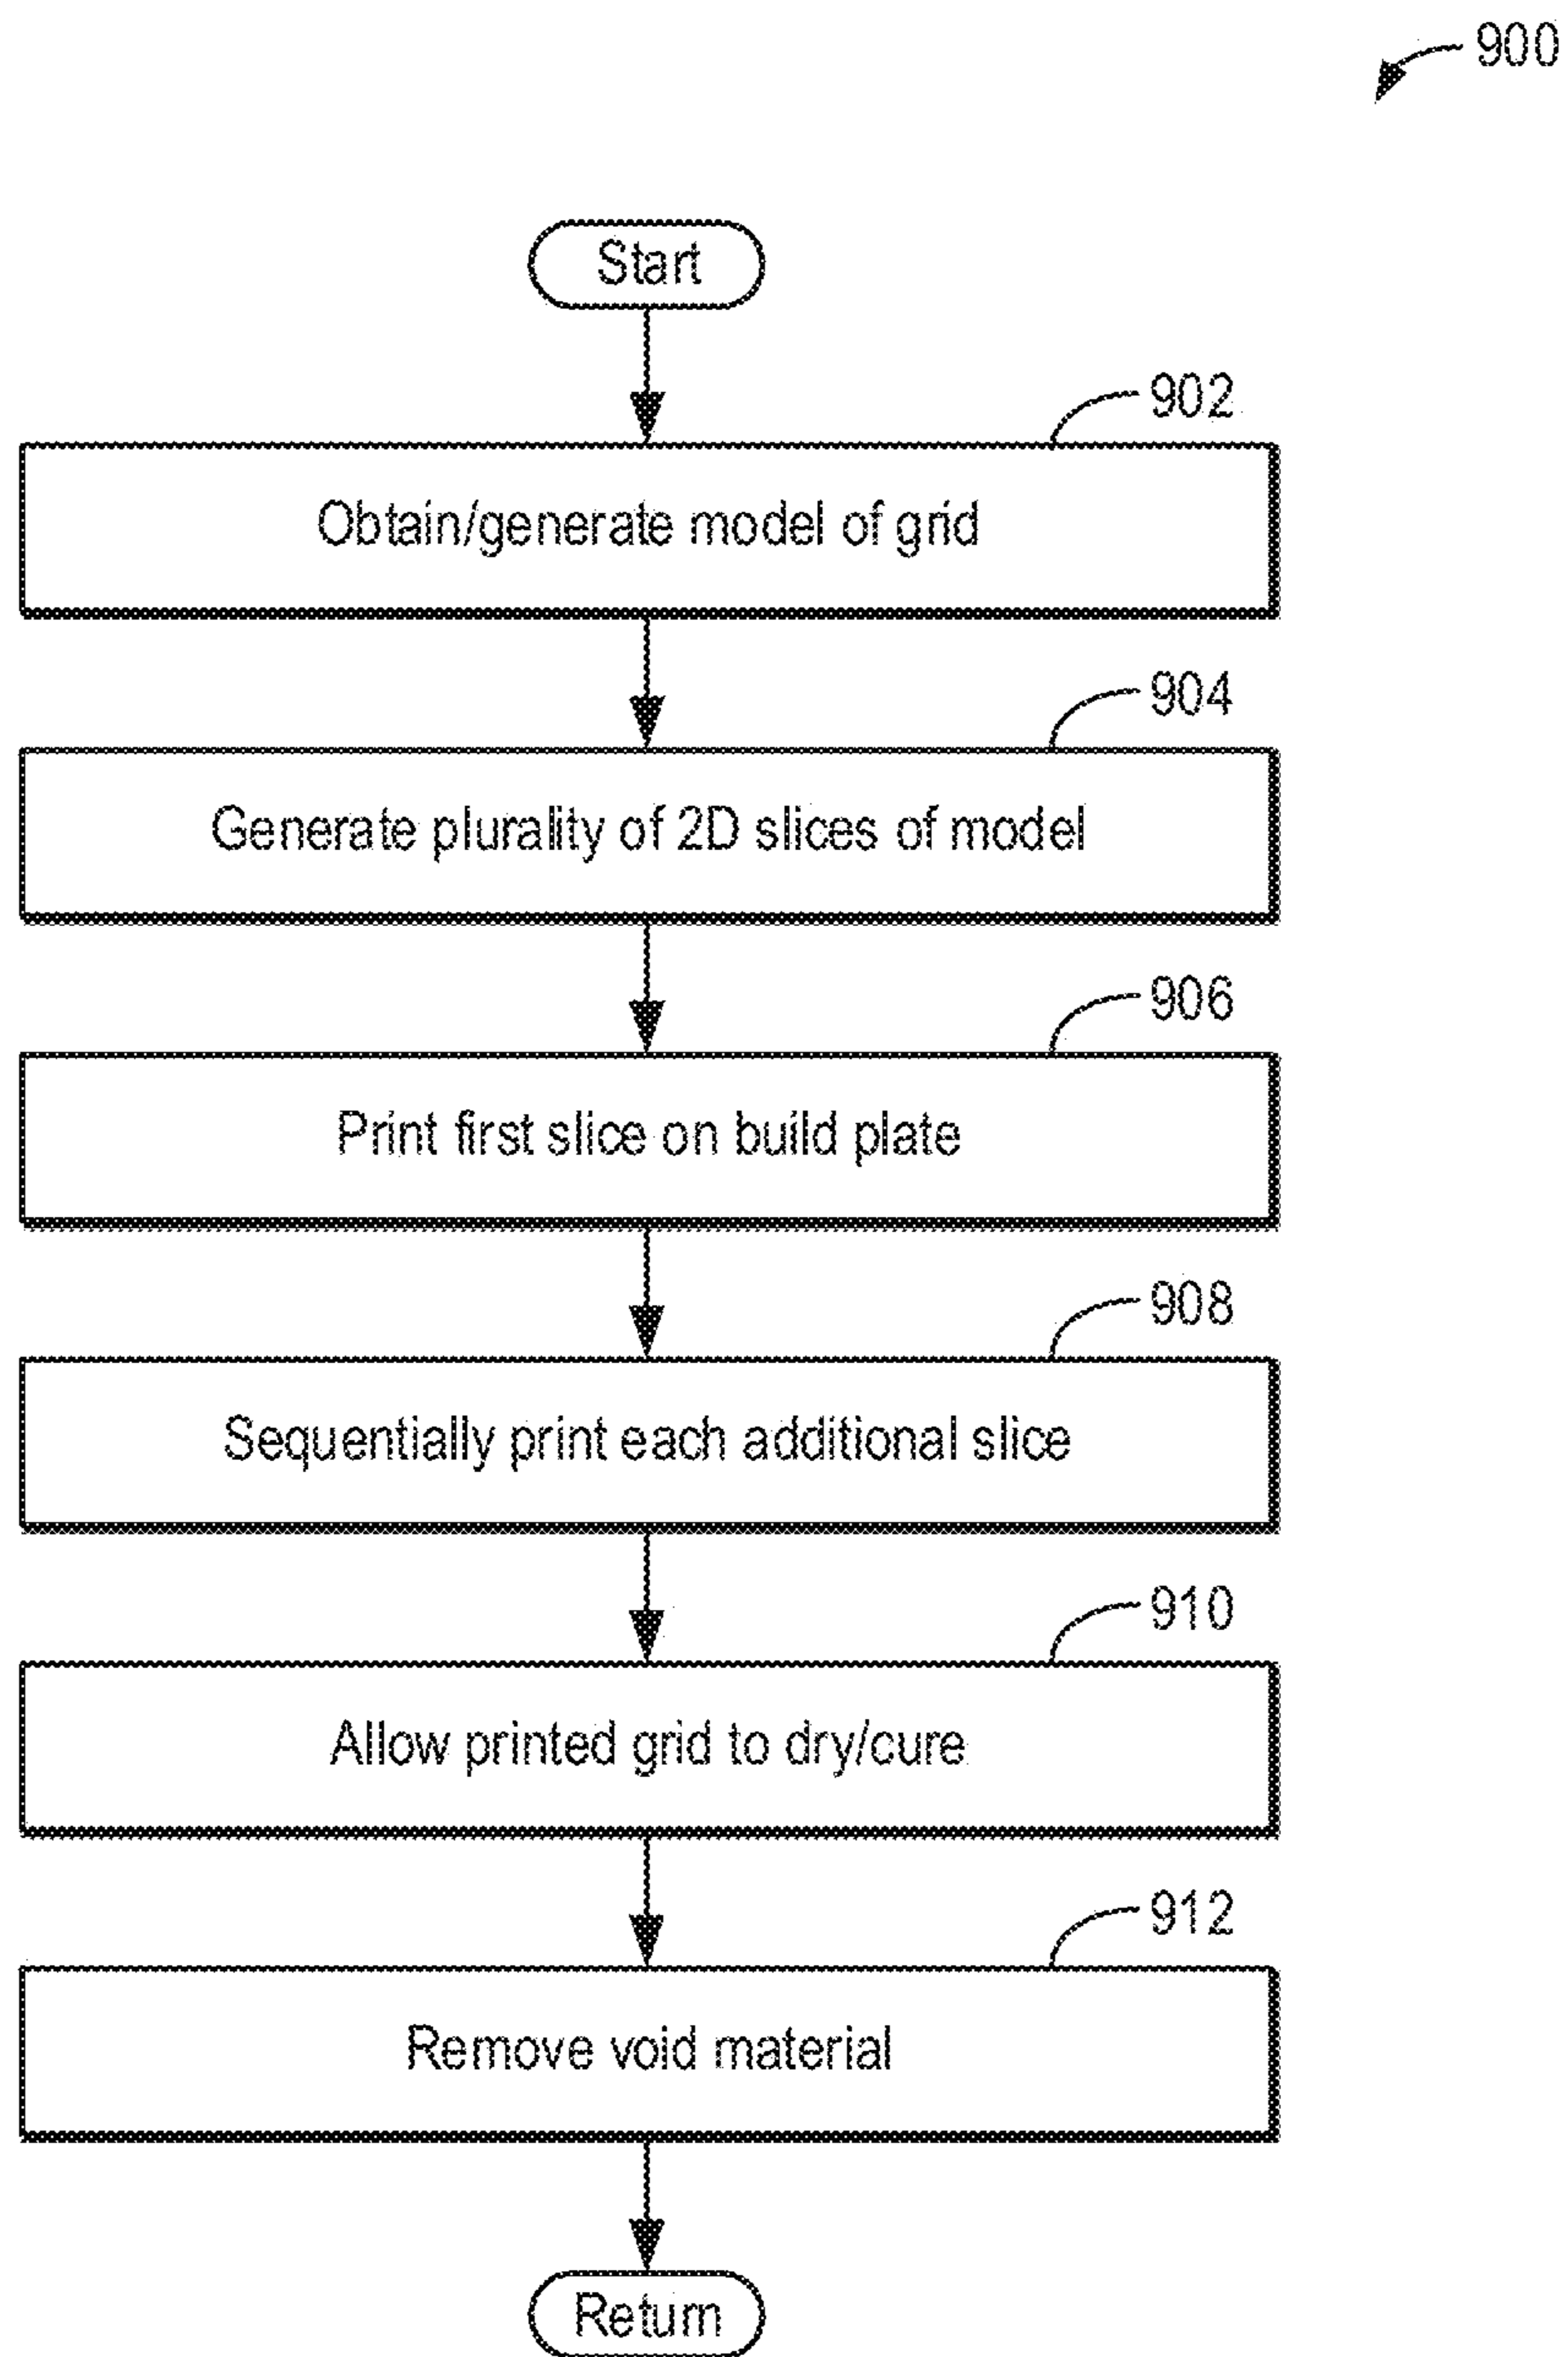 900
Start
902
Obtain/generate model of grid
904
Generate plurality of 2D slices of model
906
Print first slice on build plate
908
Sequentially print each additional slice
910
Allow printed grid to dry/cure
912
Remove void material
Return